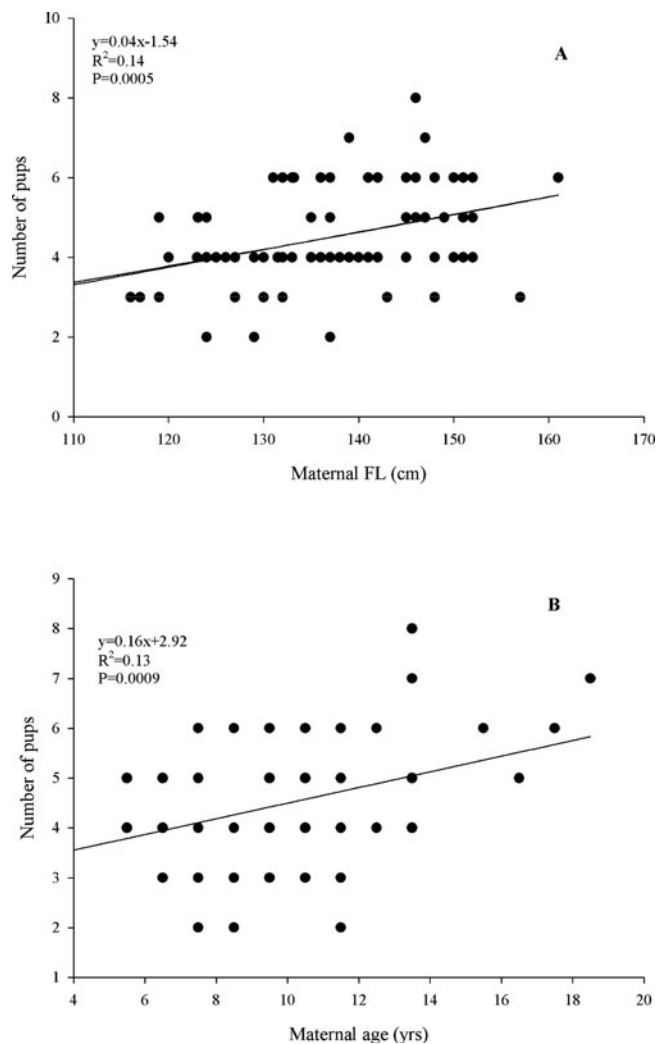 10
y=0.04x-1.54
A
R²=0.14
P=0.0005
8
6
4
2
0
Number of pups
110 120 130 140 150 160 170
Maternal FL (cm)
9
B
8
y=0.16x+2.92
R²=0.13
P=0.0009
7
6
5
4
3
2
1
Number of pups
4 6 8 10 12 14 16 18 20
Maternal age (yrs)